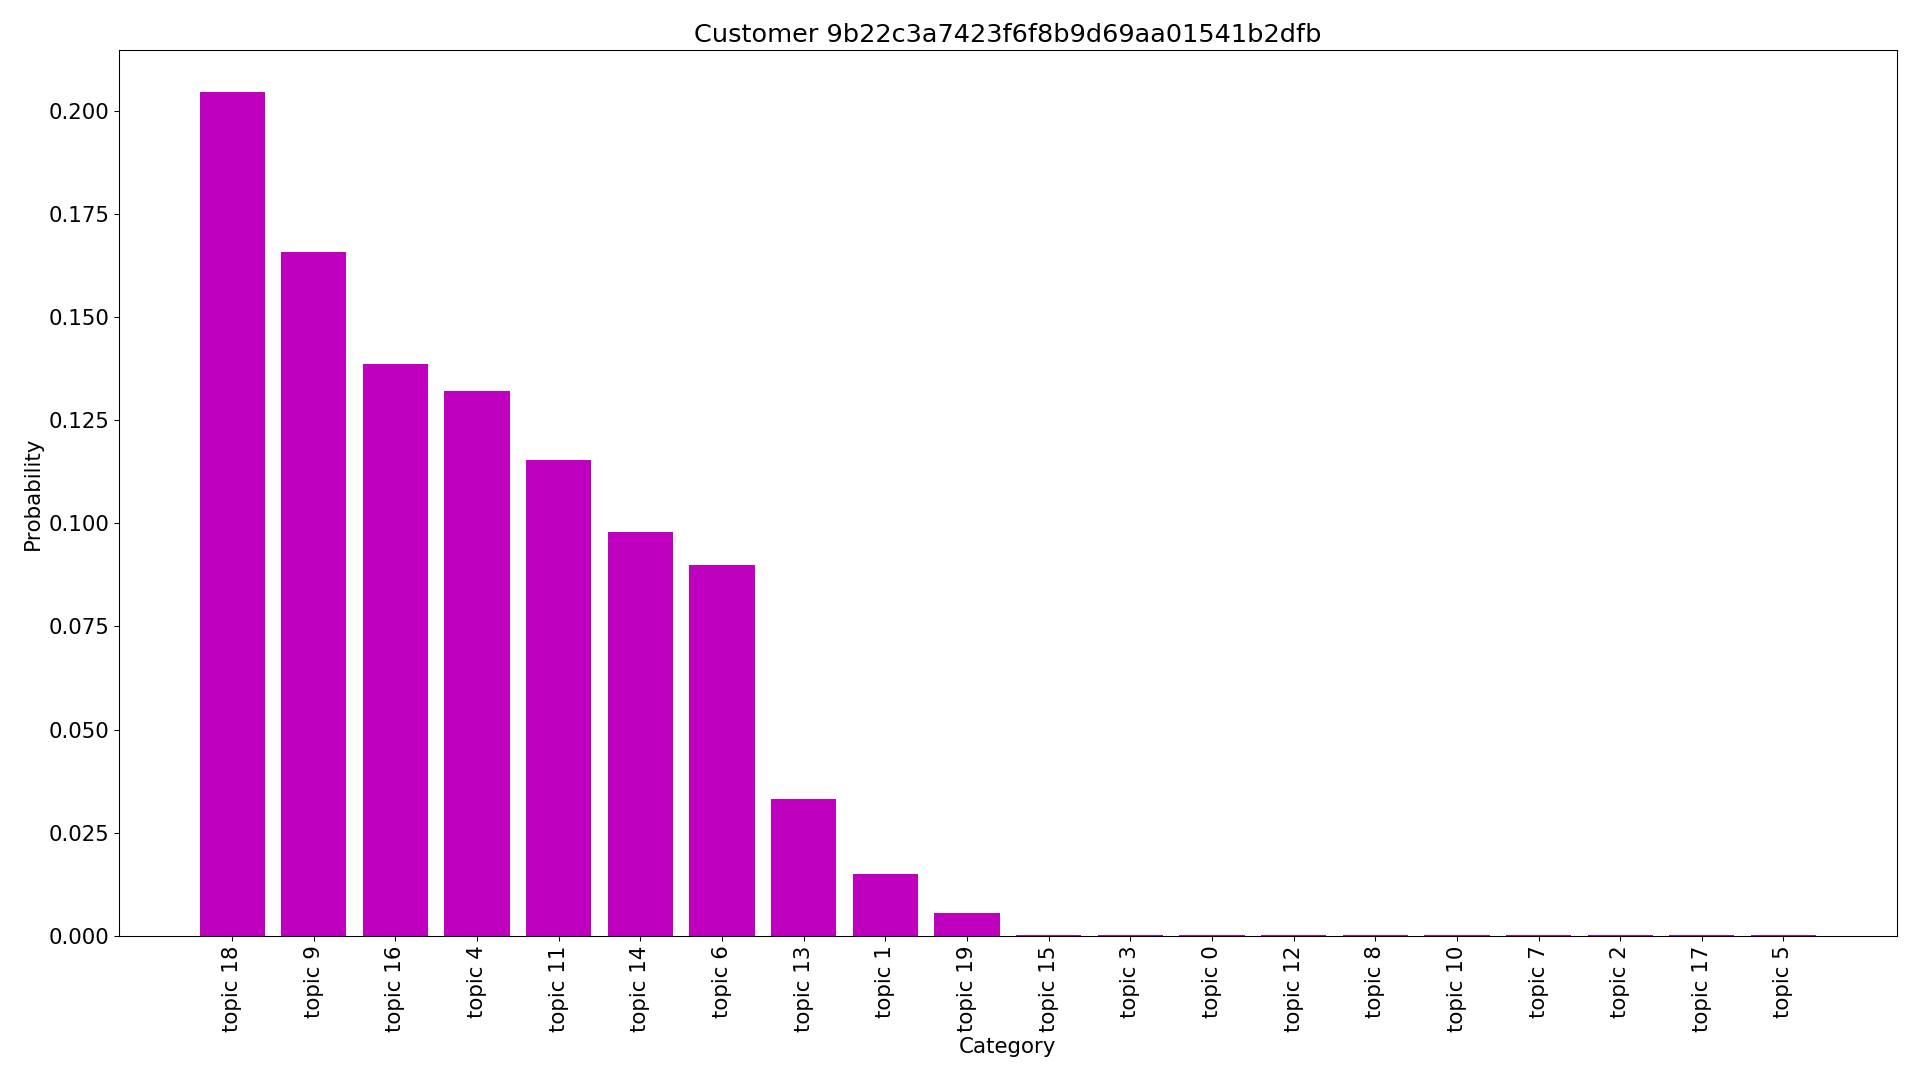 Customer 9b22c3a7423f6f8b9d69aa01541b2dfb
Probability
0.200
0.175
0.150
0.125
0.100
0.075
0.050
0.025
0.000
topic 18
topic 9
topic 16
topic 4
topic 11
topic 14
topic 6
topic 13
topic 1
topic 19
topic 15
topic 3
topic 0
topic 12
topic 8
topic 10
topic 7
topic 2
topic 17
topic 5
Category